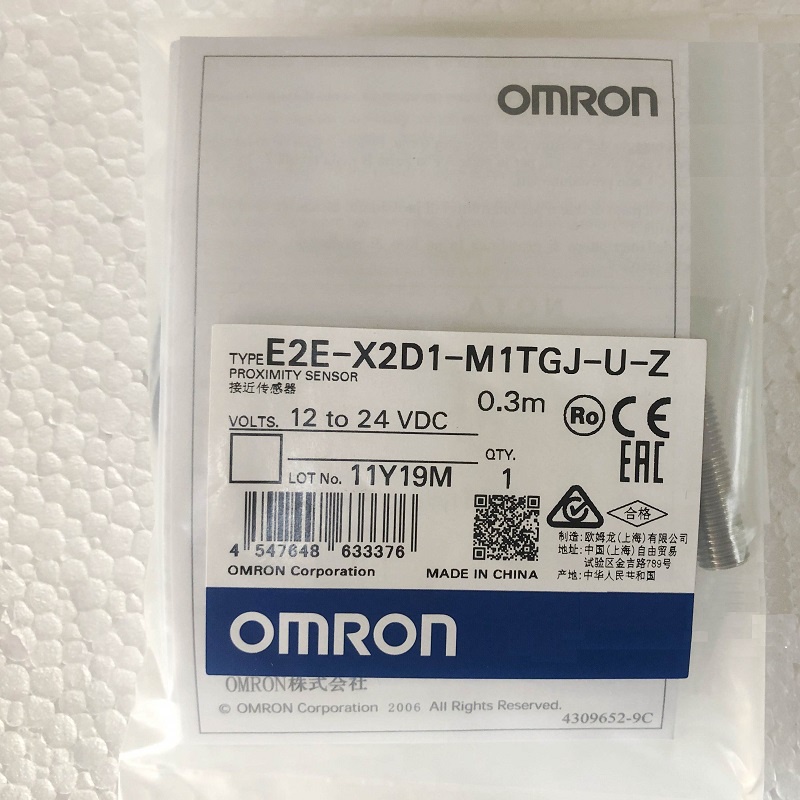 OMRON
TYPE E2E-X2D1-M1TGJ-U-Z
PROXIMITY SENSOR
接近传感器
0.3m
VOLTS. 12 to 24 VDC
Ro CE
EAC
QTY.
LOT No. 11Y19M 1
合格
制造: 欧姆龙(上海)有限公司
地址: 中国(上海)自由贸易
试验区金吉路789号
产地: 中华人民共和国
4 547648 633376
OMRON Corporation MADE IN CHINA
OMRON
OMRON株式会社
© OMRON Corporation 2006 All Rights Reserved.
4309652-9C